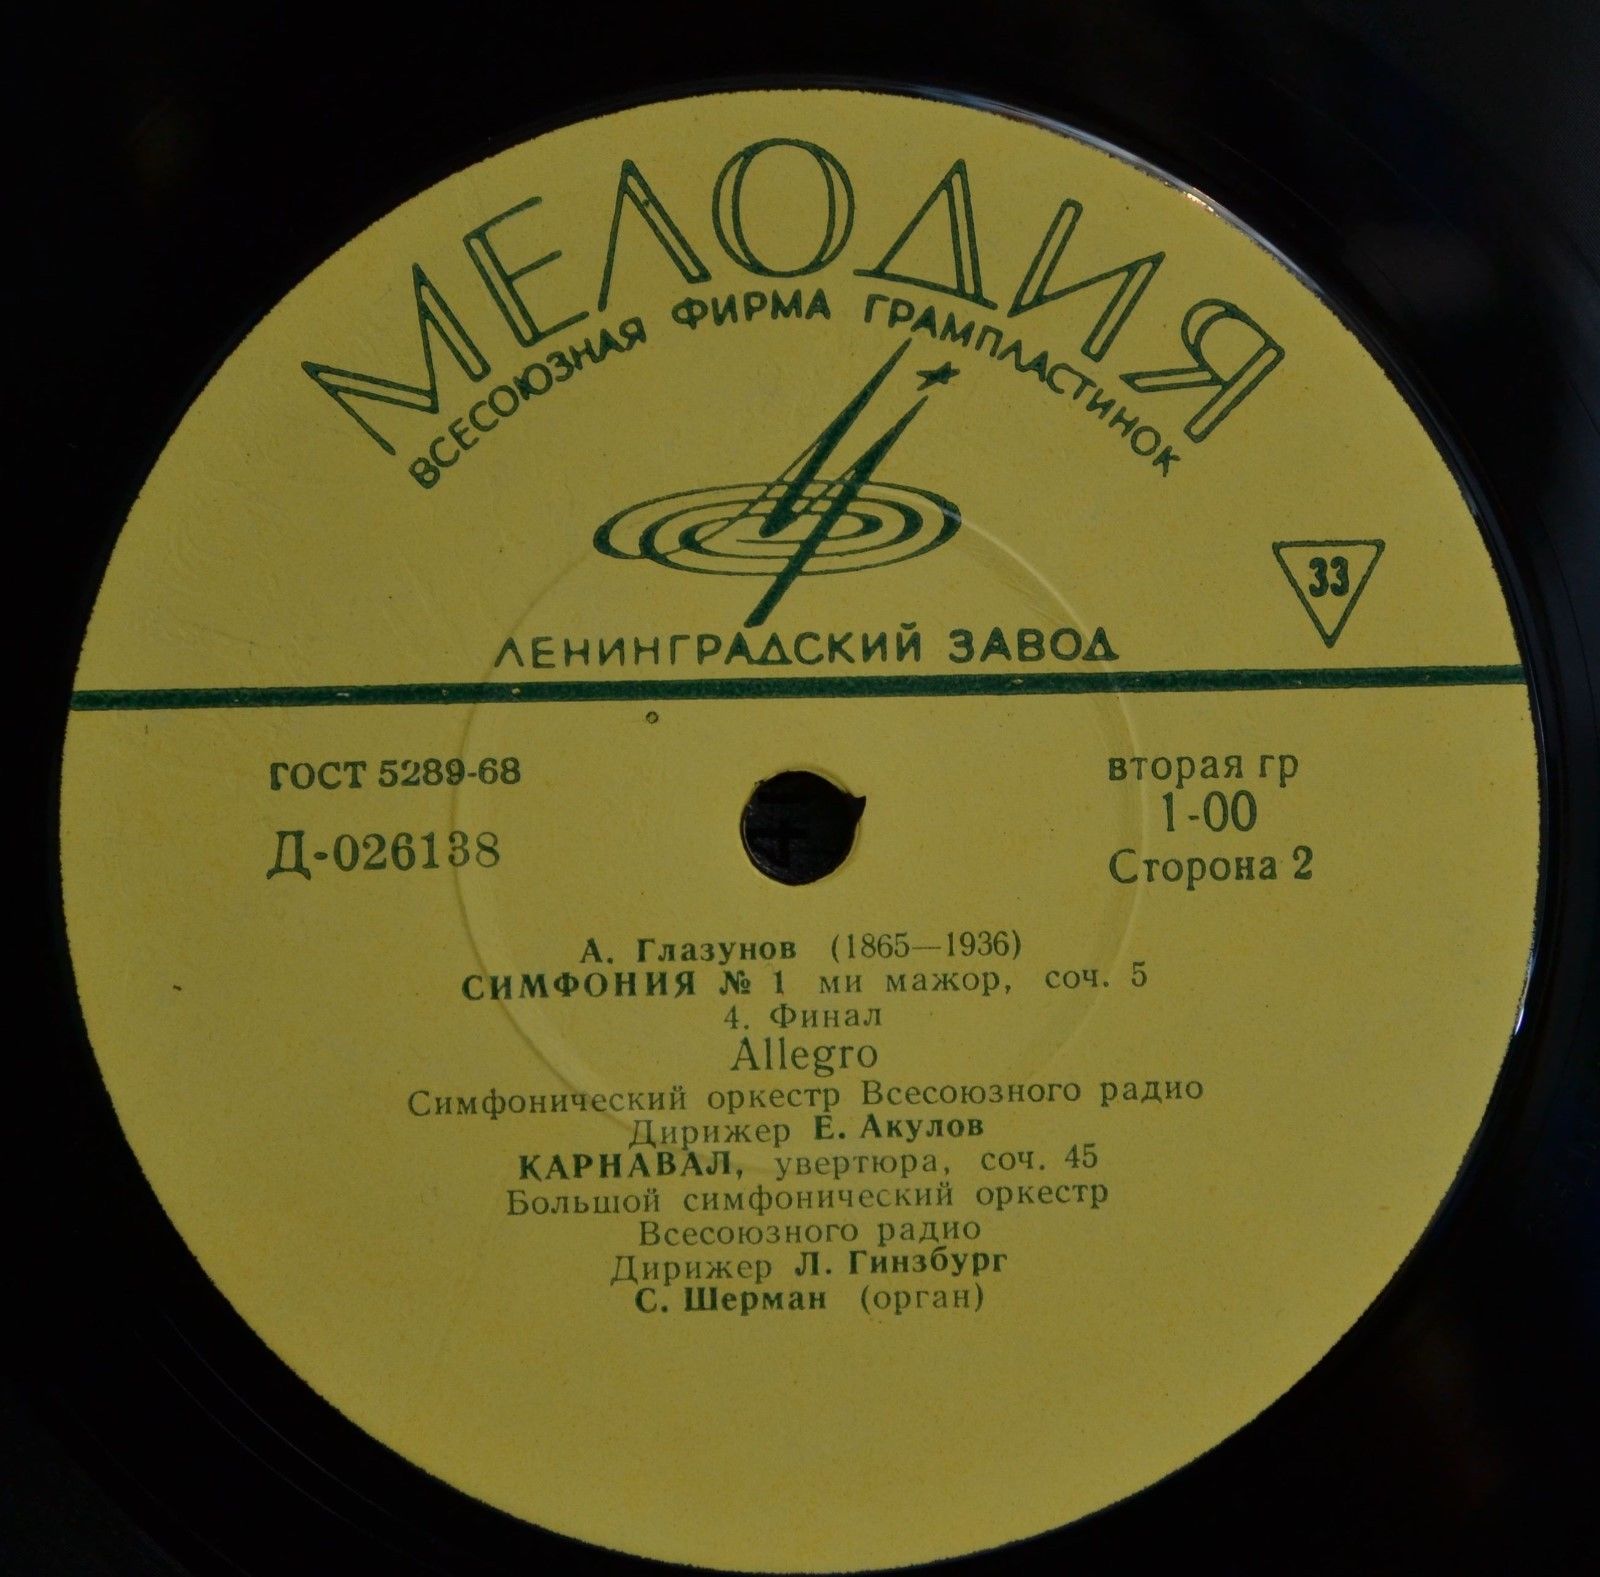 МЕЛОДИЯ
ВСЕСОЮЗНАЯ ФИРМА ГРАМПЛАСТИНОК
33
ЛЕНИНГРАДСКИЙ ЗАВОД
ГОСТ 5289-68
Д-026138
вторая гр
1-00
Сторона 2
А. Глазунов (1865—1936)
СИМФОНИЯ № 1 ми мажор, соч. 5
4. Финал
Allegro
Симфонический оркестр Всесоюзного радио
Дирижер Е. Акулов
КАРНАВАЛ, увертюра, соч. 45
Большой симфонический оркестр
Всесоюзного радио
Дирижер Л. Гинзбург
С. Шерман (орган)